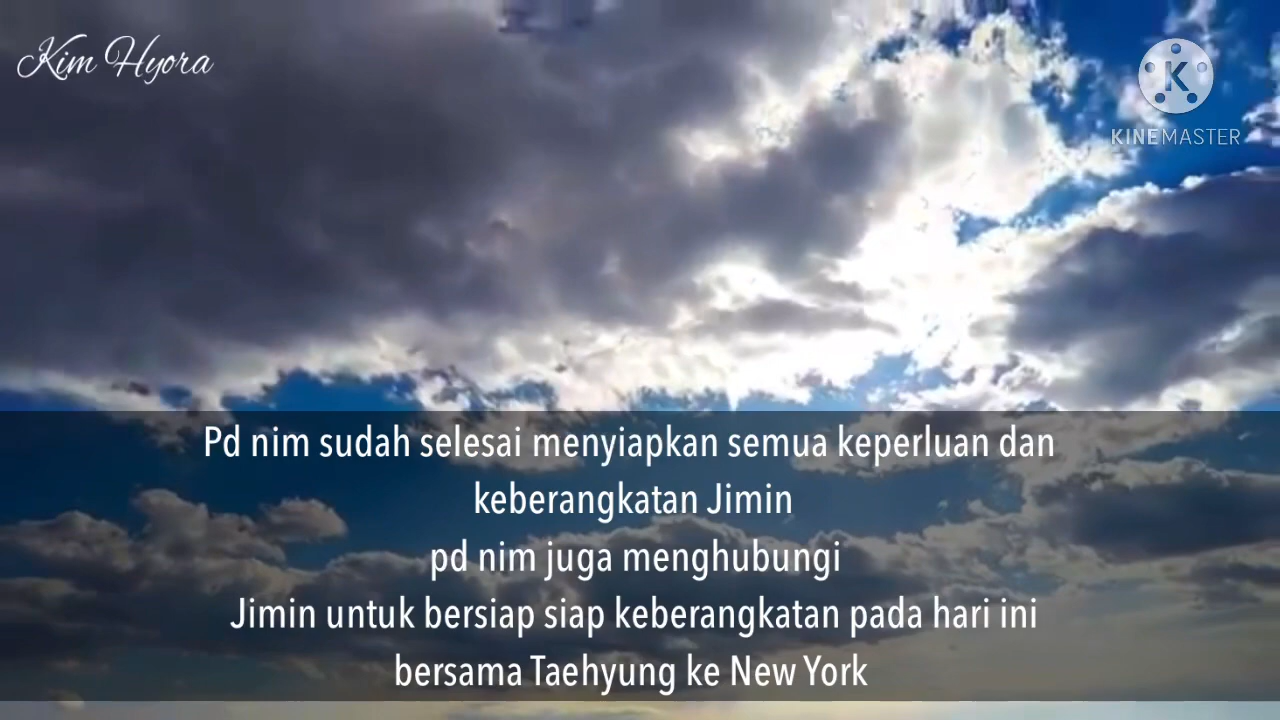 Kim Hyora
K
KINEMASTER
Pd nim sudah selesai menyiapkan semua keperluan dan
keberangkatan Jimin
pd nim juga menghubungi
Jimin untuk bersiap siap keberangkatan pada hari ini
bersama Taehyung ke New York